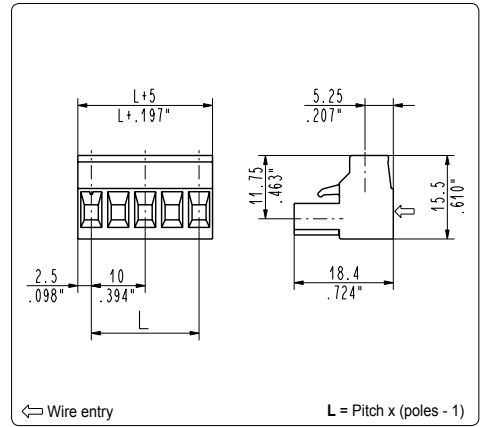 L+5
L+.197"
5.25
.207"
11.75
.463"
15.5
.610"
2.5
.098"
10
.394"
L
18.4
.724"
Wire entry
L = Pitch x (poles - 1)